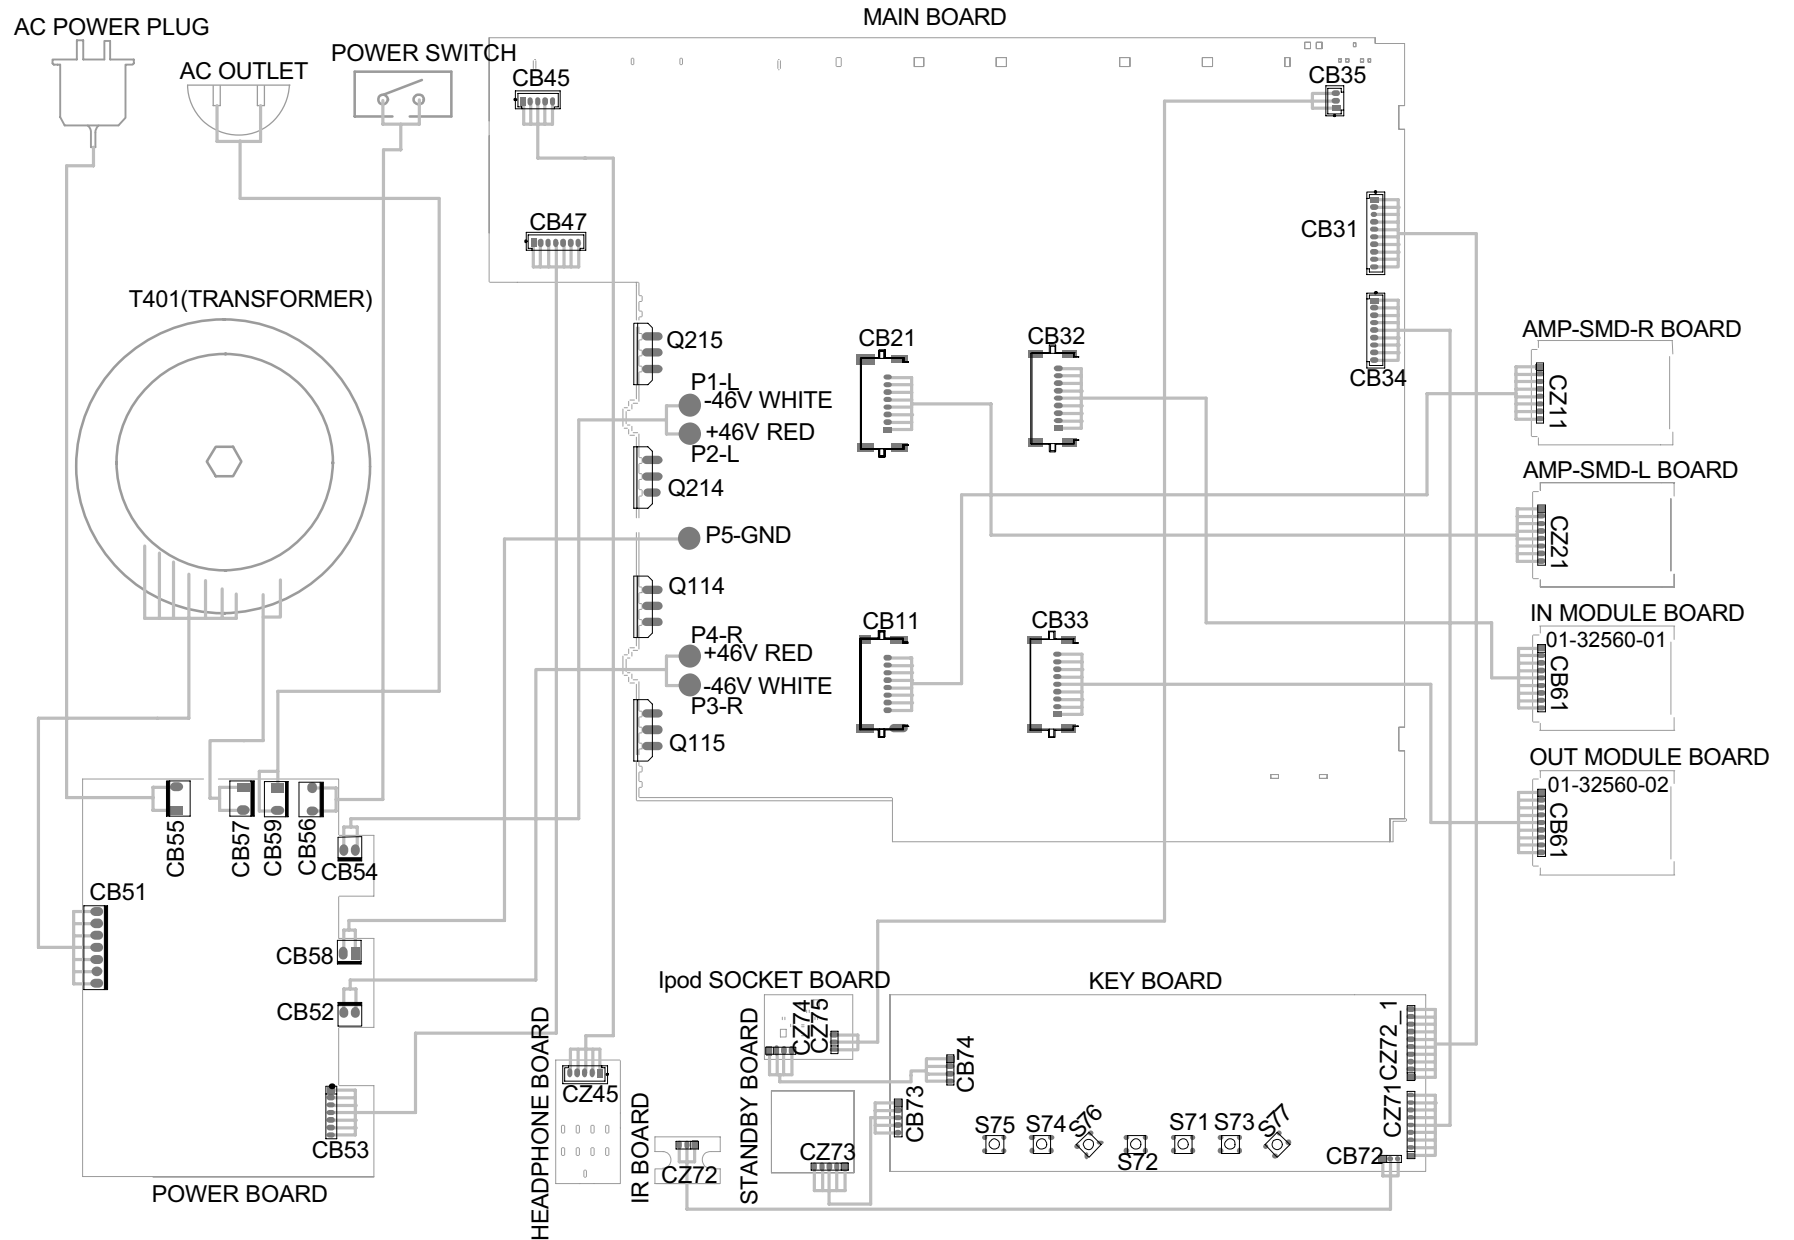 MAIN BOARD
AC POWER PLUG
POWER SWITCH
AC OUTLET
CB45
CB35
CB47
CB31
T401(TRANSFORMER)
Q215
CB21
CB32
AMP-SMD-R BOARD
CB34
P1-L
-46V WHITE
CZ11
+46V RED
P2-L
AMP-SMD-L BOARD
Q214
P5-GND
CZ21
Q114
CB11
CB33
IN MODULE BOARD
01-32560-01
P4-R
+46V RED
-46V WHITE
CB61
P3-R
Q115
OUT MODULE BOARD
01-32560-02
CB61
CB55
CB57
CB59
CB56
CB54
CB51
CB58
CB52
Ipod SOCKET BOARD
KEY BOARD
CZ74
CZ75
CZ72_1
HEADPHONE BOARD
STANDBY BOARD
CB74
CZ45
IR BOARD
CB73
CZ71
S75
S74
S76
S71
S73
S77
CB53
CZ73
S72
CB72
CZ72
POWER BOARD